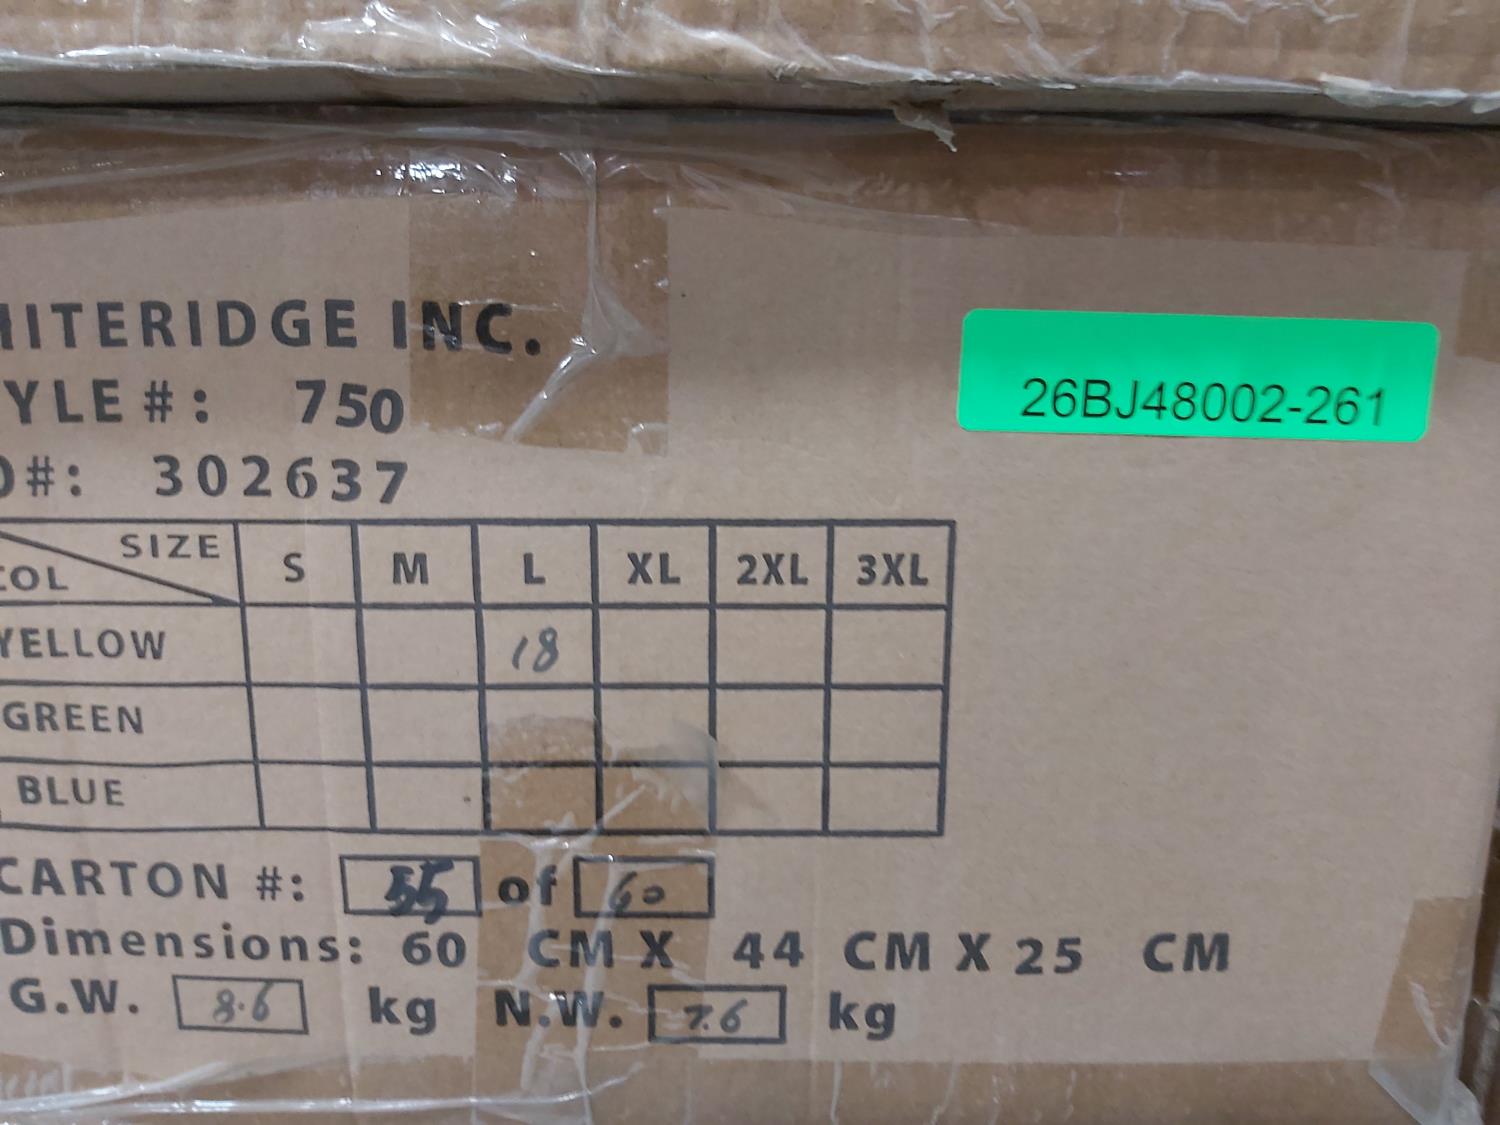 HITERIDGE INC.
YLE #: 750
O#: 302637
26BJ48002-261
SIZE S M L XL 2XL 3XL
COL
YELLOW 18
GREEN
BLUE
CARTON #: 55 of 60
Dimensions: 60 CM X 44 CM X 25 CM
G.W. 8.6 kg N.W. 7.6 kg